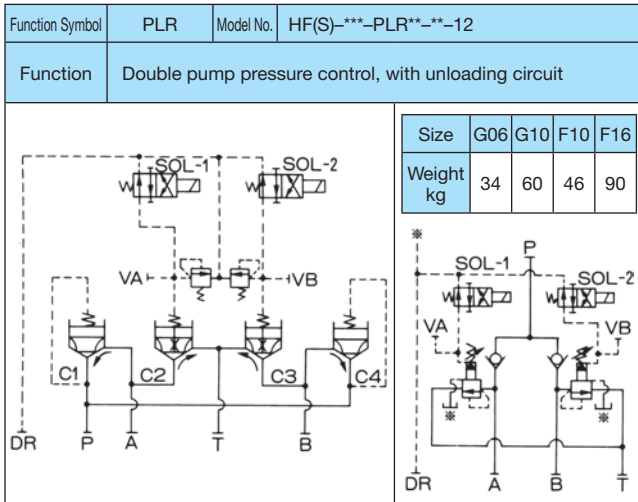 Function Symbol PLR Model No. HF(S)–***–PLR**–**–12
Function Double pump pressure control, with unloading circuit
SOL-1 SOL-2
VA VB
C1 C2 C3 C4
DR P A T B
Size G06 G10 F10 F16
Weight kg 34 60 46 90
※ P
SOL-1 SOL-2
VA VB
※ ※
DR A B T